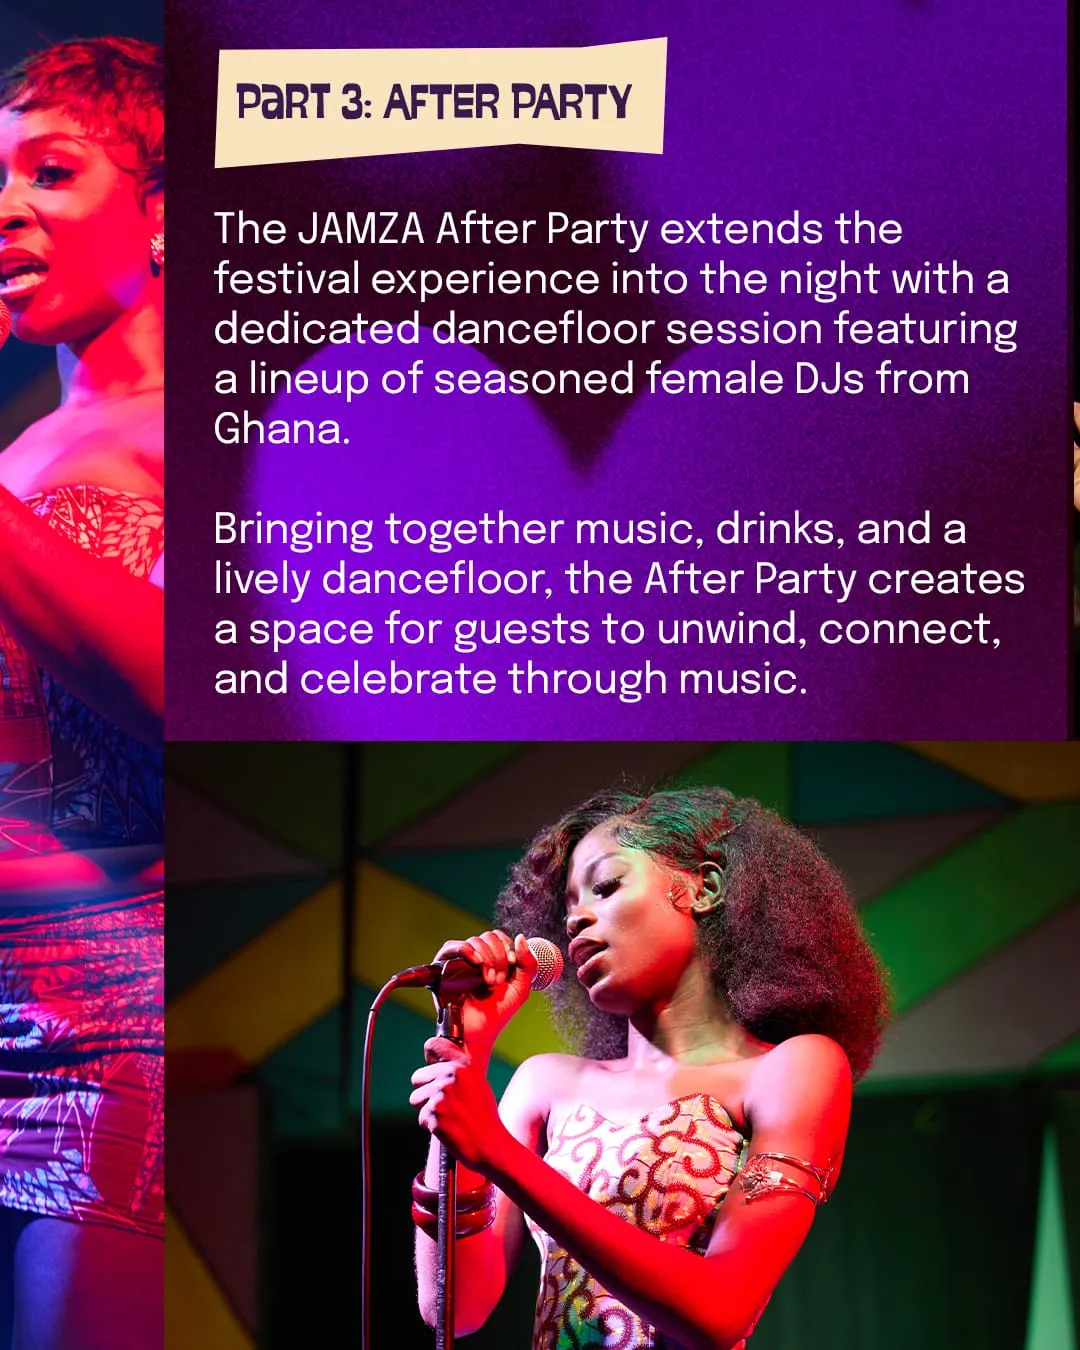 PART 3: AFTER PARTY
The JAMZA After Party extends the
festival experience into the night with a
dedicated dancefloor session featuring
a lineup of seasoned female DJs from
Ghana.
Bringing together music, drinks, and a
lively dancefloor, the After Party creates
a space for guests to unwind, connect,
and celebrate through music.